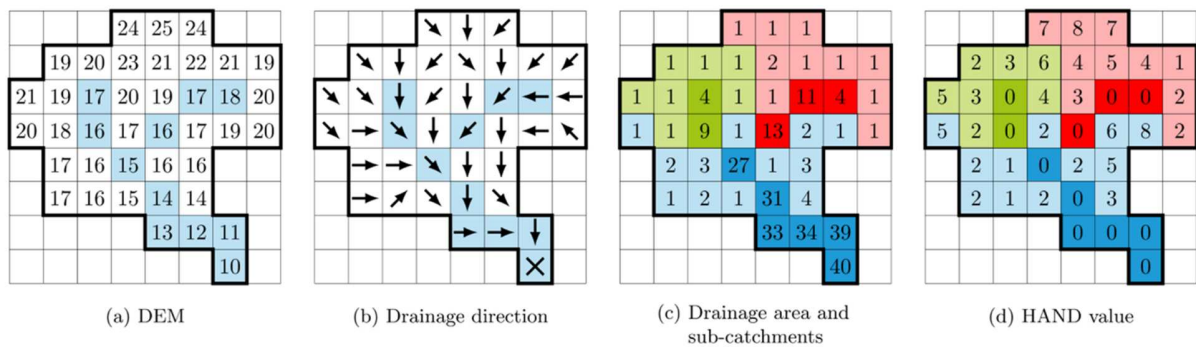 24 25 24
19 20 23 21 22 21 19
21 19 17 20 19 17 18 20
20 18 16 17 16 17 19 20
17 16 15 16 16
17 16 15 14 14
13 12 11
10
(a) DEM
(b) Drainage direction
1 1 1
1 1 1 2 1 1 1
1 1 4 1 1 11 4 1
1 1 9 1 13 2 1 1
2 3 27 1 3
1 2 1 31 4
33 34 39
40
(c) Drainage area and
sub-catchments
7 8 7
2 3 6 4 5 4 1
5 3 0 4 3 0 0 2
5 2 0 2 0 6 8 2
2 1 0 2 5
2 1 2 0 3
0 0 0
0
(d) HAND value